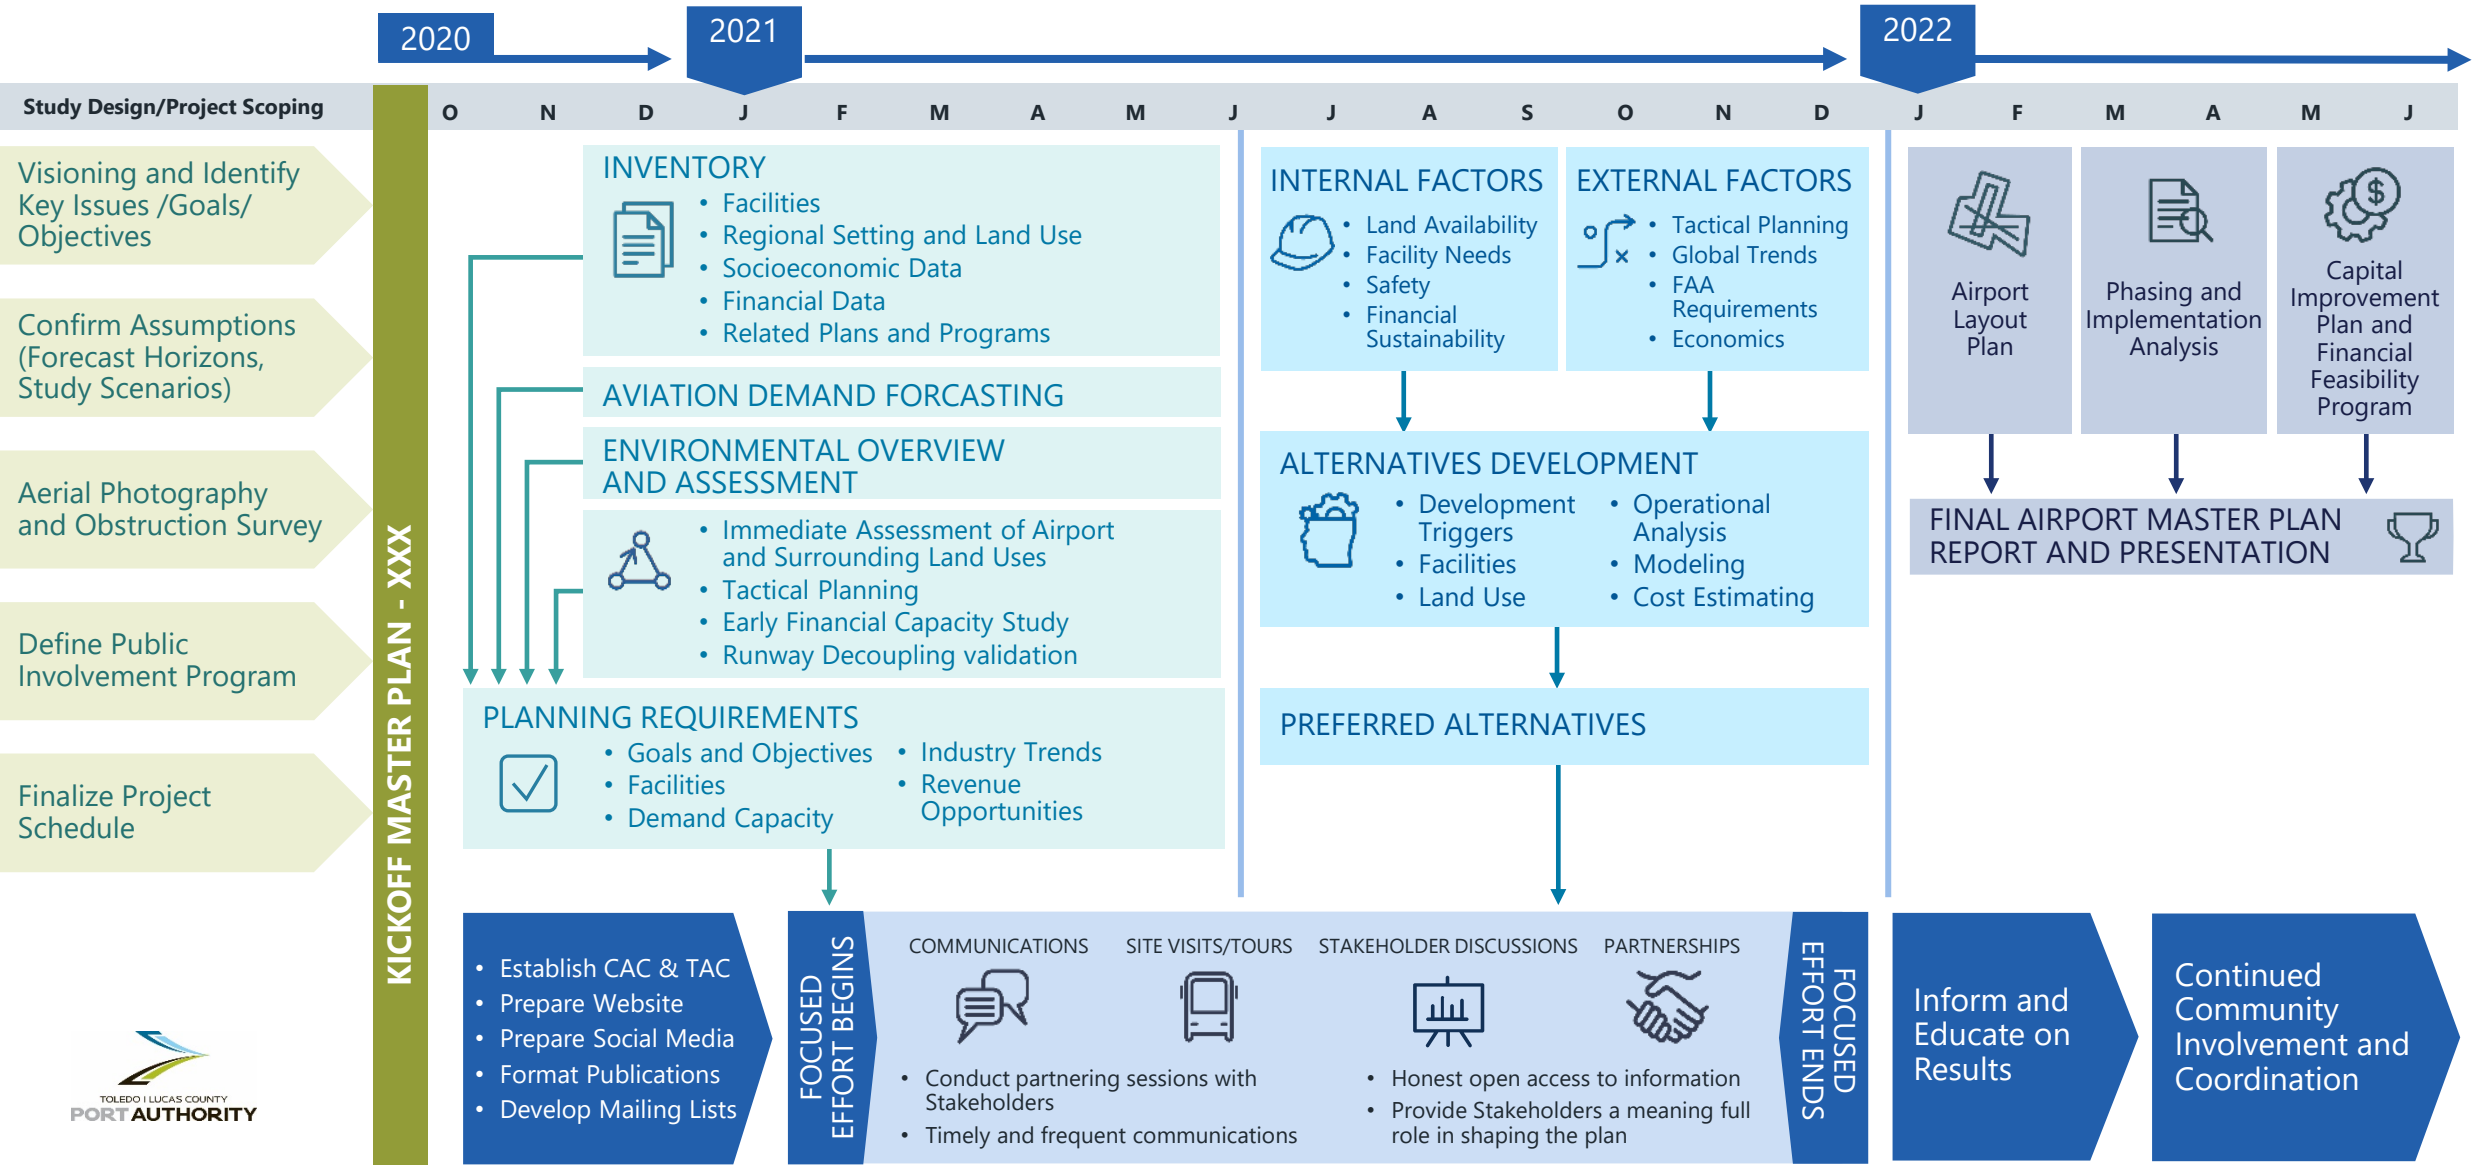 2020
2021
2022
Study Design/Project Scoping
O N D J F M A M J J A S O N D J F M A M J
Visioning and Identify
Key Issues /Goals/
Objectives
Confirm Assumptions
(Forecast Horizons,
Study Scenarios)
Aerial Photography
and Obstruction Survey
Define Public
Involvement Program
Finalize Project
Schedule
TOLEDO | LUCAS COUNTY
PORT AUTHORITY
KICKOFF MASTER PLAN - XXX
INVENTORY
• Facilities
• Regional Setting and Land Use
• Socioeconomic Data
• Financial Data
• Related Plans and Programs
AVIATION DEMAND FORCASTING
ENVIRONMENTAL OVERVIEW
AND ASSESSMENT
• Immediate Assessment of Airport
and Surrounding Land Uses
• Tactical Planning
• Early Financial Capacity Study
• Runway Decoupling validation
PLANNING REQUIREMENTS
• Goals and Objectives
• Facilities
• Demand Capacity
• Industry Trends
• Revenue
Opportunities
INTERNAL FACTORS
• Land Availability
• Facility Needs
• Safety
• Financial
Sustainability
EXTERNAL FACTORS
• Tactical Planning
• Global Trends
• FAA
Requirements
• Economics
ALTERNATIVES DEVELOPMENT
• Development
Triggers
• Facilities
• Land Use
• Operational
Analysis
• Modeling
• Cost Estimating
PREFERRED ALTERNATIVES
Airport
Layout
Plan
Phasing and
Implementation
Analysis
$
Capital
Improvement
Plan and
Financial
Feasibility
Program
FINAL AIRPORT MASTER PLAN
REPORT AND PRESENTATION
• Establish CAC & TAC
• Prepare Website
• Prepare Social Media
• Format Publications
• Develop Mailing Lists
FOCUSED
EFFORT BEGINS
COMMUNICATIONS
SITE VISITS/TOURS
STAKEHOLDER DISCUSSIONS
PARTNERSHIPS
• Conduct partnering sessions with
Stakeholders
• Timely and frequent communications
• Honest open access to information
• Provide Stakeholders a meaning full
role in shaping the plan
FOCUSED
EFFORT ENDS
Inform and
Educate on
Results
Continued
Community
Involvement and
Coordination